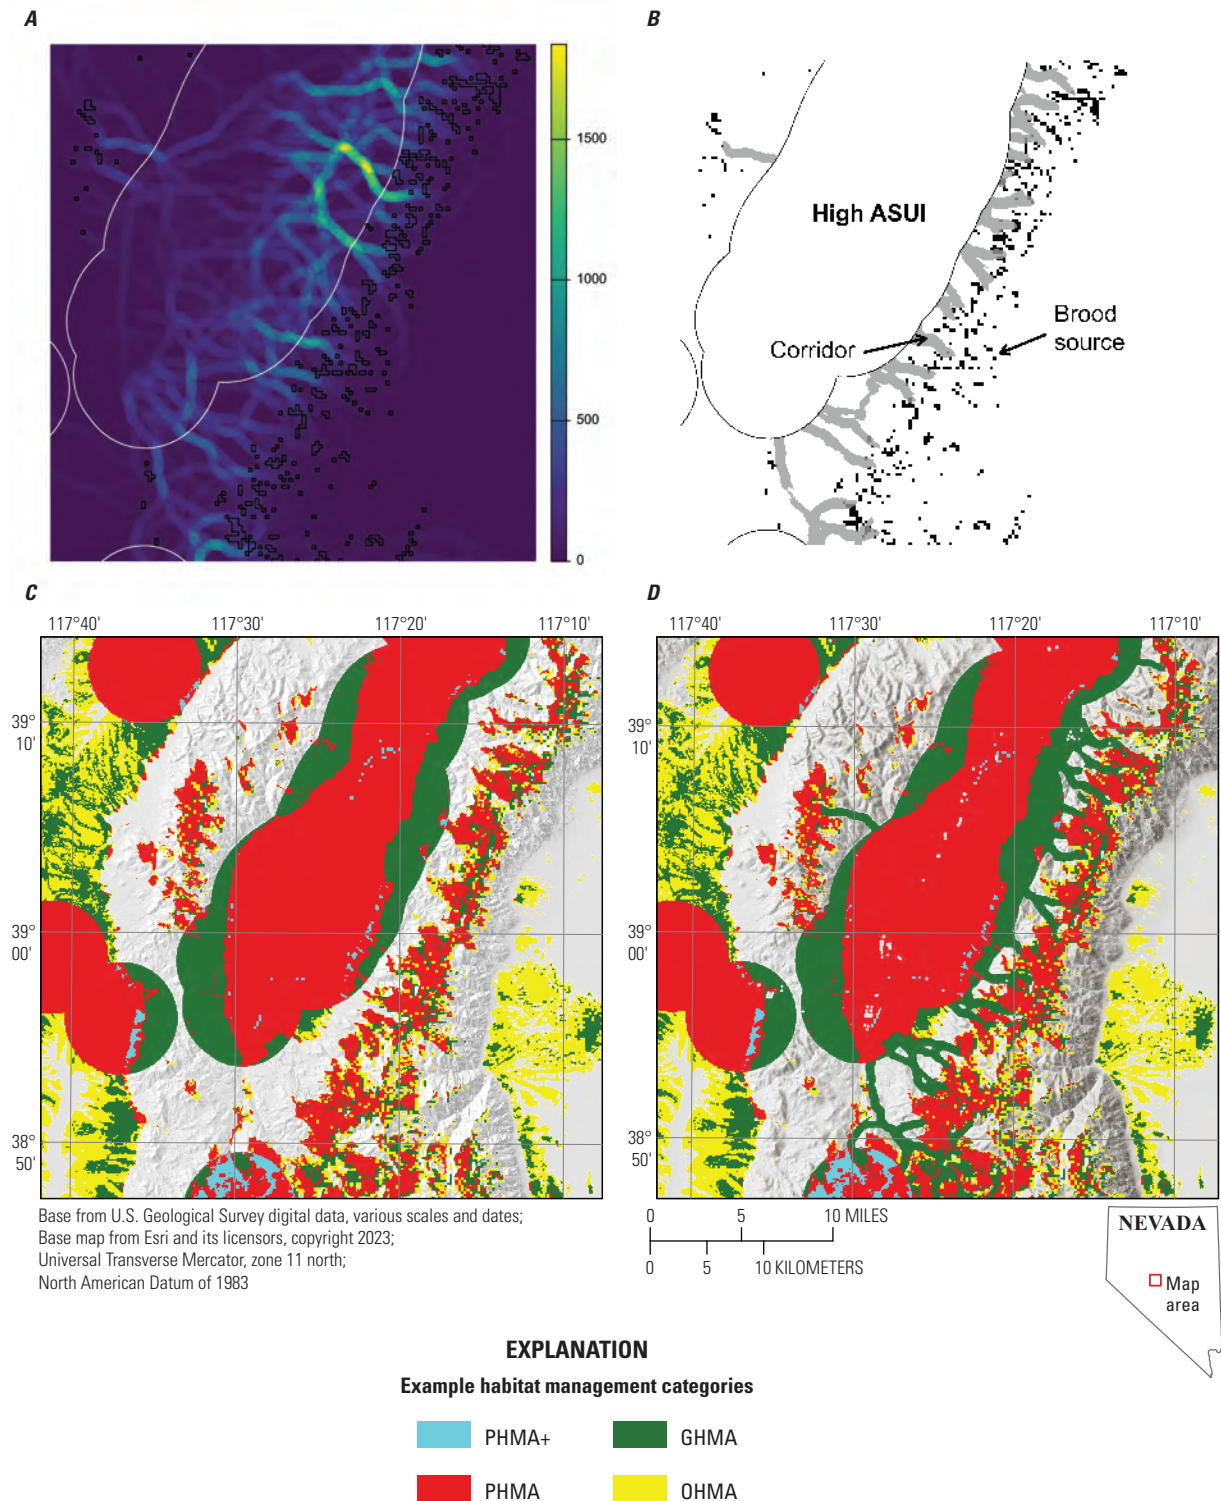 A
B
1500
1000
500
0
High ASUI
Corridor
Brood
source
C
D
117°40' 117°30' 117°20' 117°10'
117°40' 117°30' 117°20' 117°10'
39°
10'
39°
00'
38°
50'
39°
10'
39°
00'
38°
50'
Base from U.S. Geological Survey digital data, various scales and dates;
Base map from Esri and its licensors, copyright 2023;
Universal Transverse Mercator, zone 11 north;
North American Datum of 1983
0 5 10 MILES
0 5 10 KILOMETERS
NEVADA
Map
area
EXPLANATION
Example habitat management categories
PHMA+ GHMA
PHMA OHMA